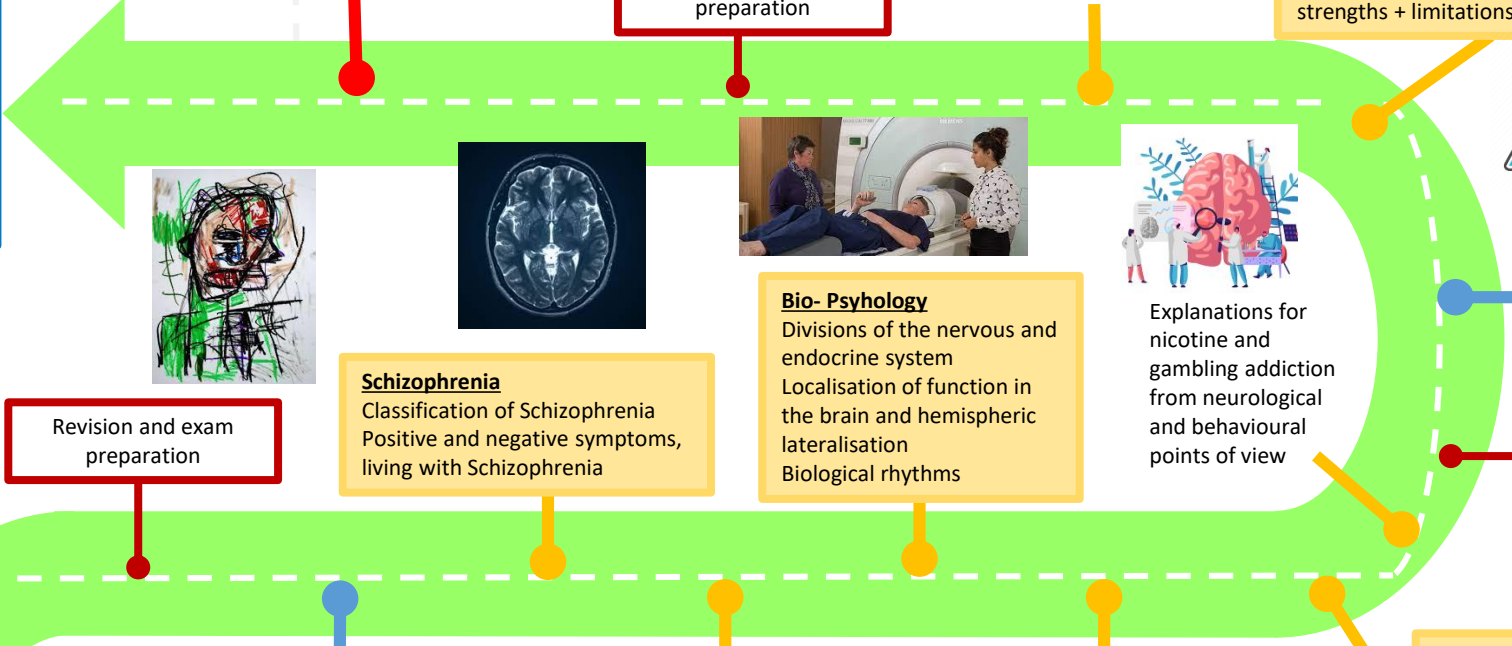 preparation
strengths + limitations
Explanations for
nicotine and
gambling addiction
from neurological
and behavioural
points of view
Bio- Psyhology
Divisions of the nervous and
endocrine system
Localisation of function in
the brain and hemispheric
lateralisation
Biological rhythms
Schizrophrenia
Classification of Schizophrenia
Positive and negative symptoms,
living with Schizophrenia
Revision and exam
preparation